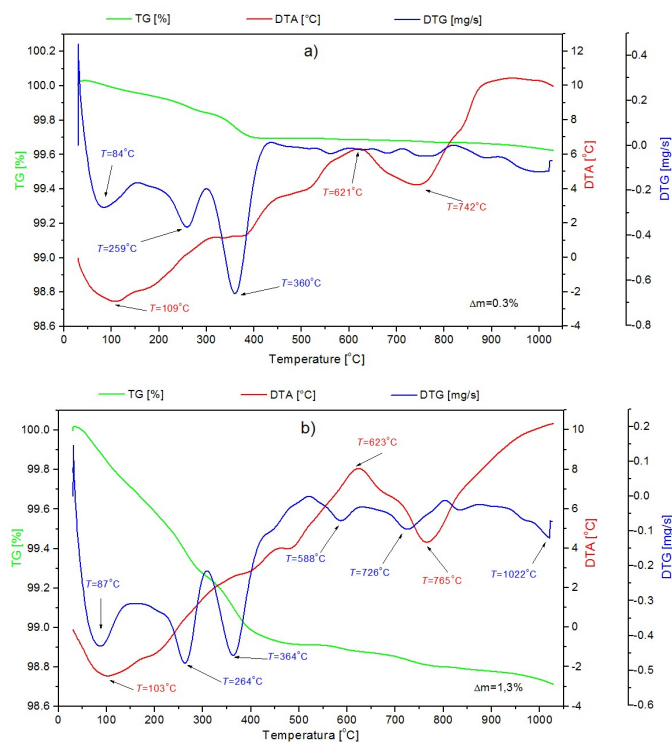 TG [%] DTA [°C] DTG [mg/s]
a)
100.2
100.0
99.8
99.6
99.4
99.2
99.0
98.8
98.6
TG [%]
12
10
8
6
4
2
0
-2
-4
DTA [°C]
0.4
0.2
0.0
-0.2
-0.4
-0.6
-0.8
DTG [mg/s]
T=84°C
T=259°C
T=109°C
T=360°C
T=621°C
T=742°C
Δm=0.3%
0 100 200 300 400 500 600 700 800 900 1000
Temperature [°C]
TG [%] DTA [°C] DTG [mg/s]
b)
100.0
99.8
99.6
99.4
99.2
99.0
98.8
98.6
TG [%]
10
8
6
4
2
0
-2
-4
DTA [°C]
0.2
0.1
0.0
-0.1
-0.2
-0.3
-0.4
-0.5
-0.6
DTG [mg/s]
T=623°C
T=87°C
T=588°C
T=726°C
T=765°C
T=1022°C
T=364°C
T=103°C
T=264°C
Δm=1,3%
0 100 200 300 400 500 600 700 800 900 1000
Temperatura [°C]